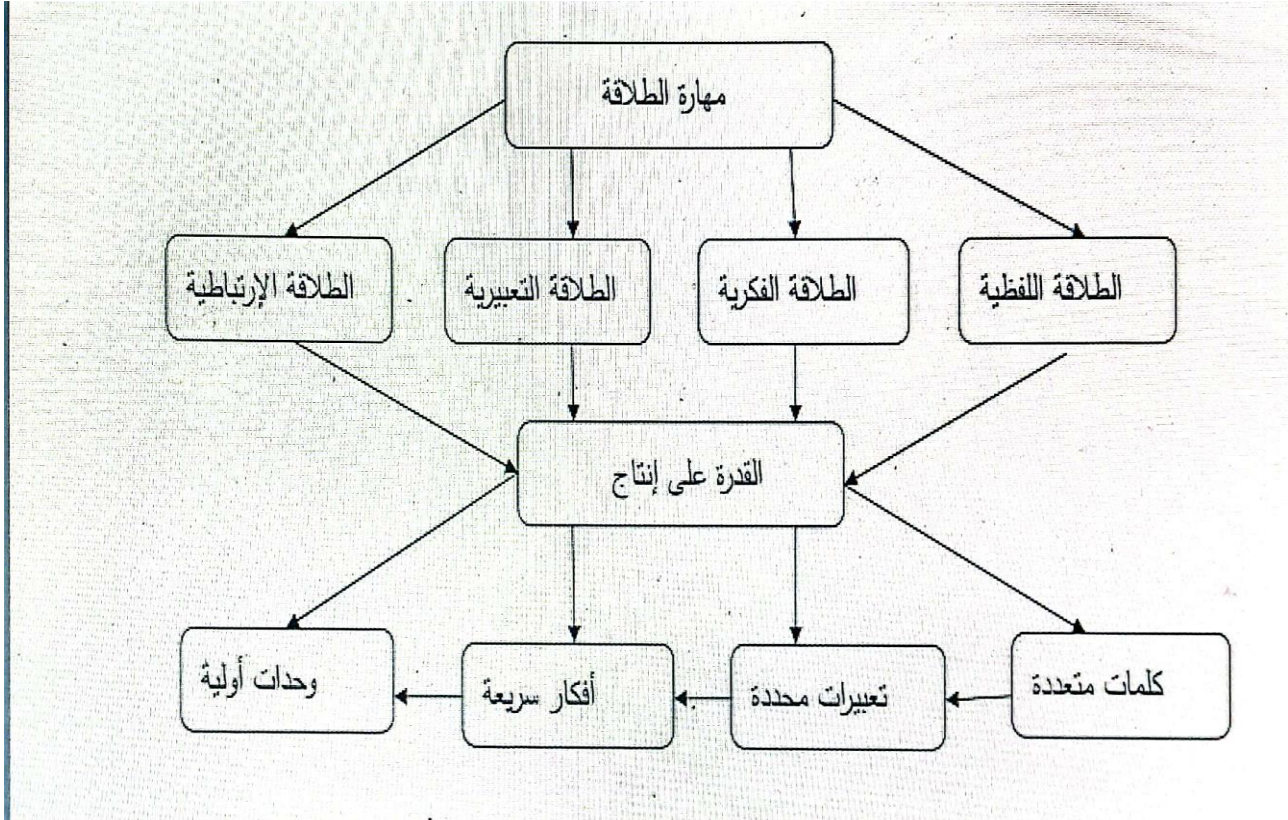 مهارة الطلاقة
الطلاقة اللفظية
الطلاقة الفكرية
الطلاقة التعبيرية
الطلاقة الإرتباطية
القدرة على إنتاج
كلمات متعددة
تعبيرات محددة
أفكار سريعة
وحدات أولية